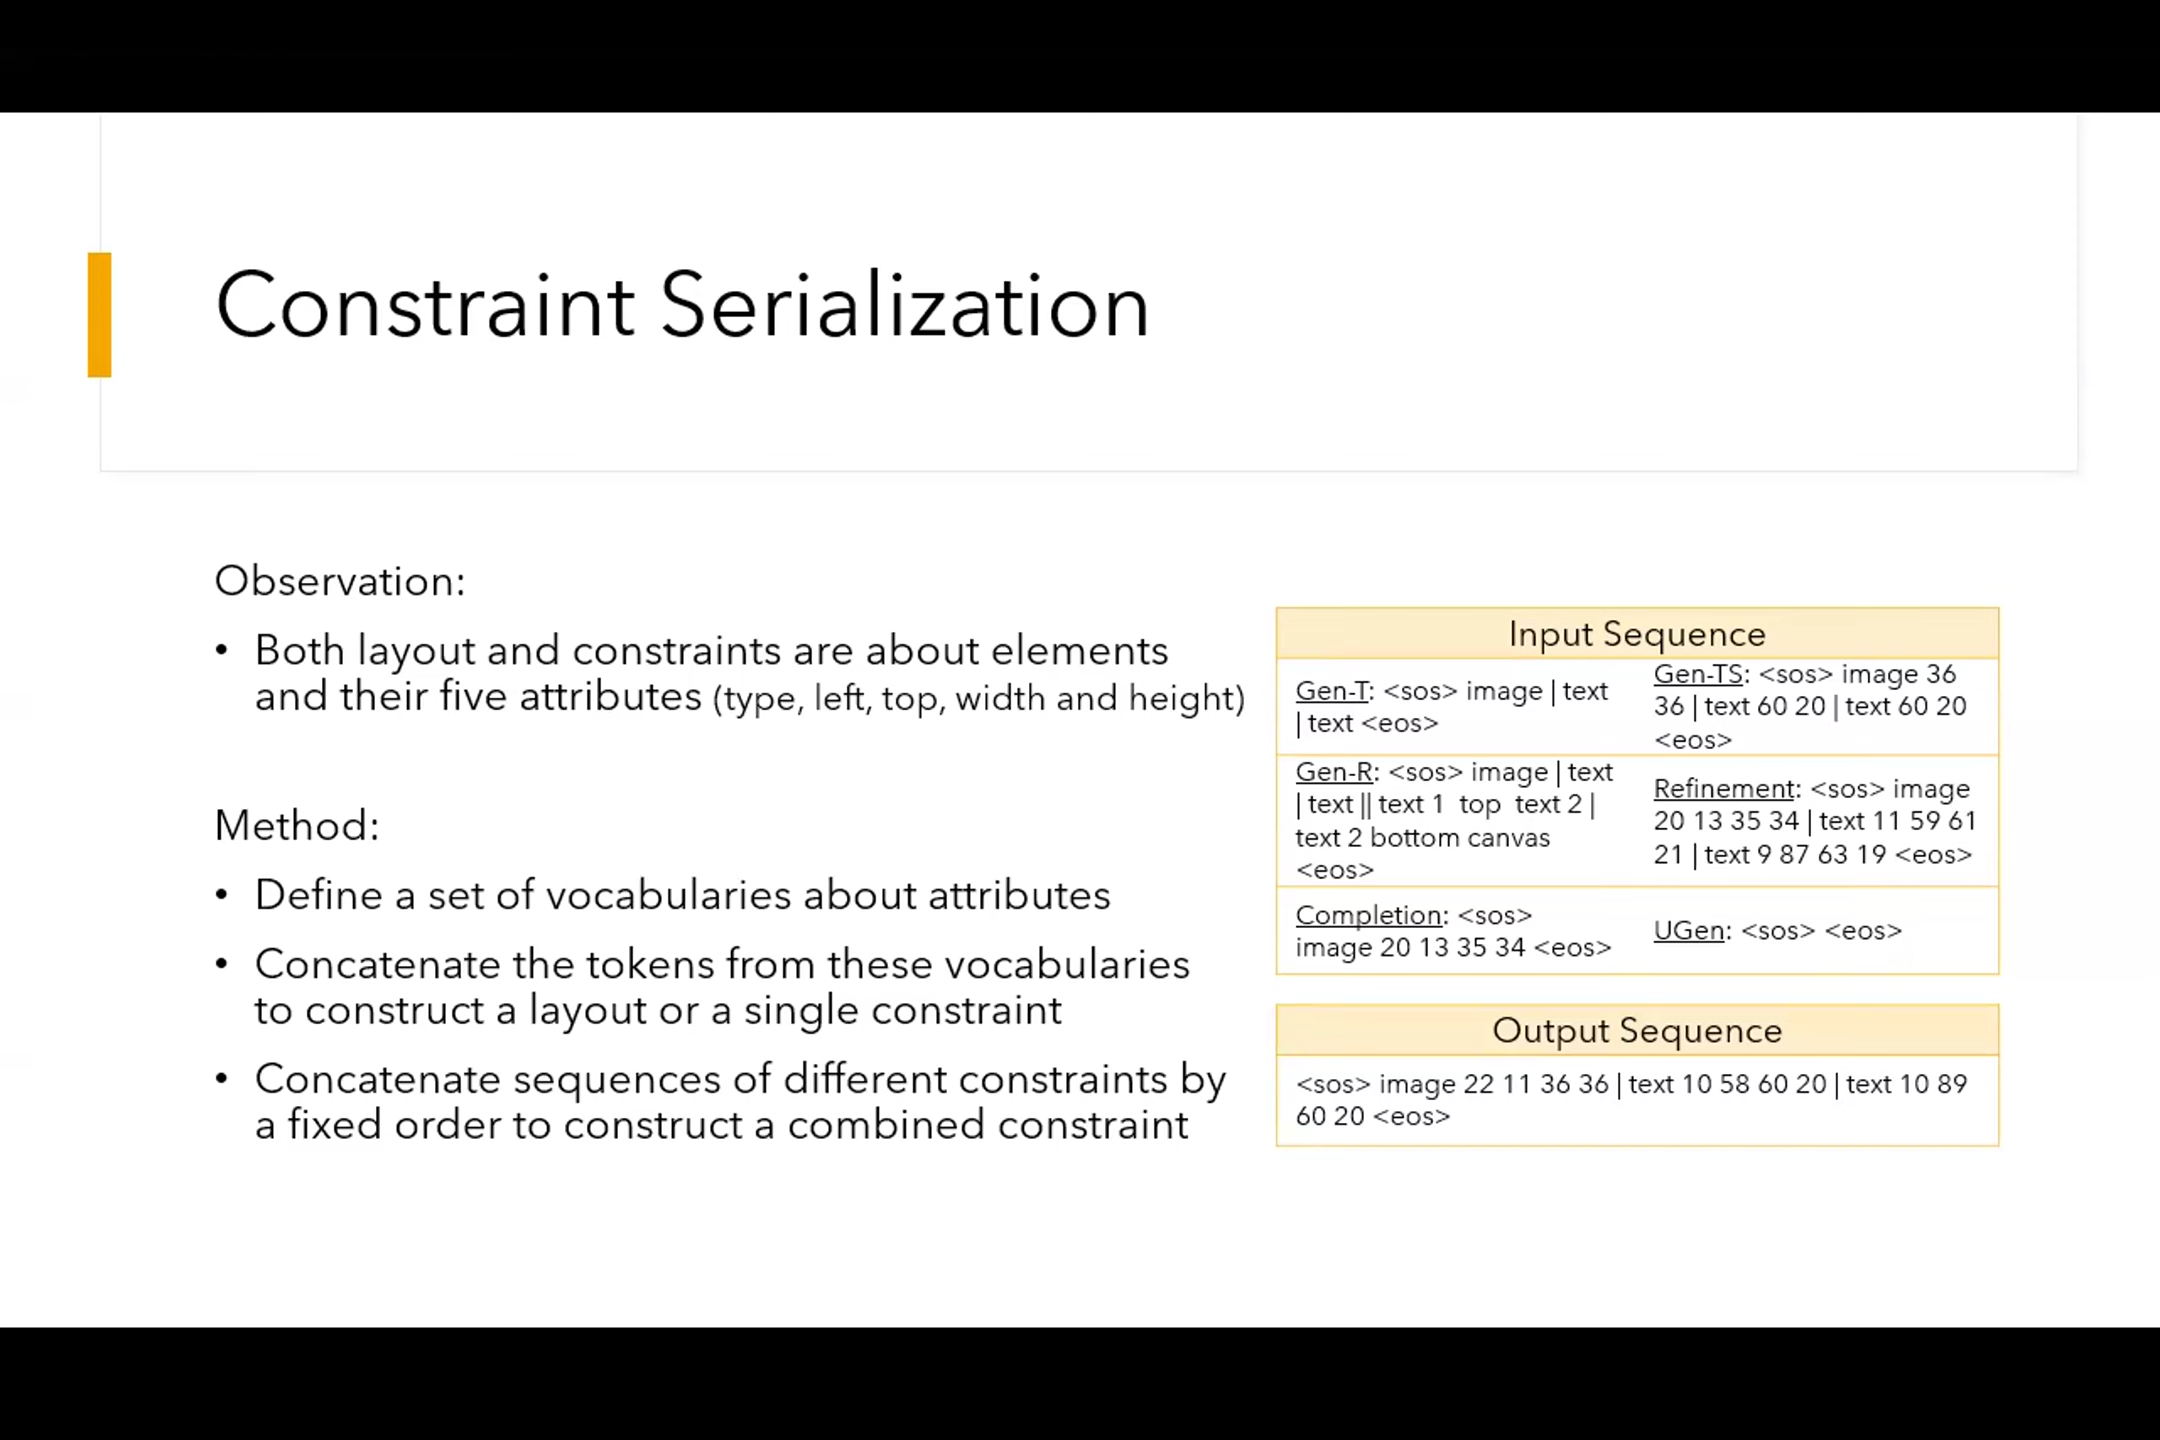 Constraint Serialization
Observation:
• Both layout and constraints are about elements
and their five attributes (type, left, top, width and height)
Method:
• Define a set of vocabularies about attributes
• Concatenate the tokens from these vocabularies
to construct a layout or a single constraint
• Concatenate sequences of different constraints by
a fixed order to construct a combined constraint
Input Sequence
Gen-T: <sos> image | text
| text <eos>
Gen-TS: <sos> image 36
36 | text 60 20 | text 60 20
<eos>
Gen-R: <sos> image | text
| text || text 1 top text 2 |
text 2 bottom canvas
<eos>
Refinement: <sos> image
20 13 35 34 | text 11 59 61
21 | text 9 87 63 19 <eos>
Completion: <sos>
image 20 13 35 34 <eos>
UGen: <sos> <eos>
Output Sequence
<sos> image 22 11 36 36 | text 10 58 60 20 | text 10 89
60 20 <eos>